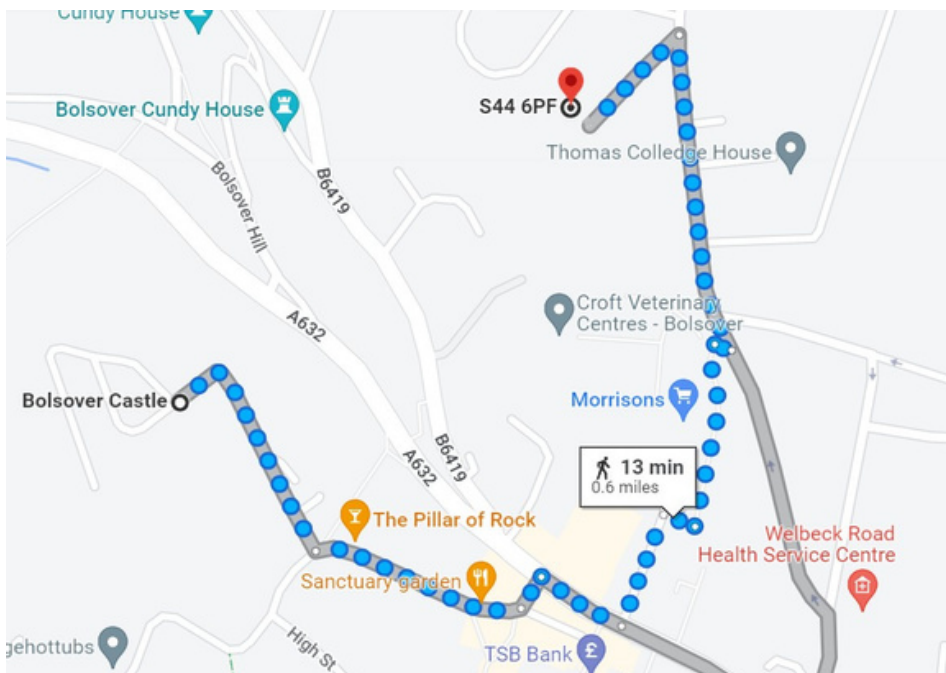 Cundy House
Bolsover Cundy House
S44 6PF
Thomas Colledge House
Bolsover Hill
B6419
A632
Croft Veterinary
Centres - Bolsover
Bolsover Castle
Morrisons
B6419
A632
13 min
0.6 miles
The Pillar of Rock
Welbeck Road
Health Service Centre
Sanctuary garden
High St
gehottubs
TSB Bank